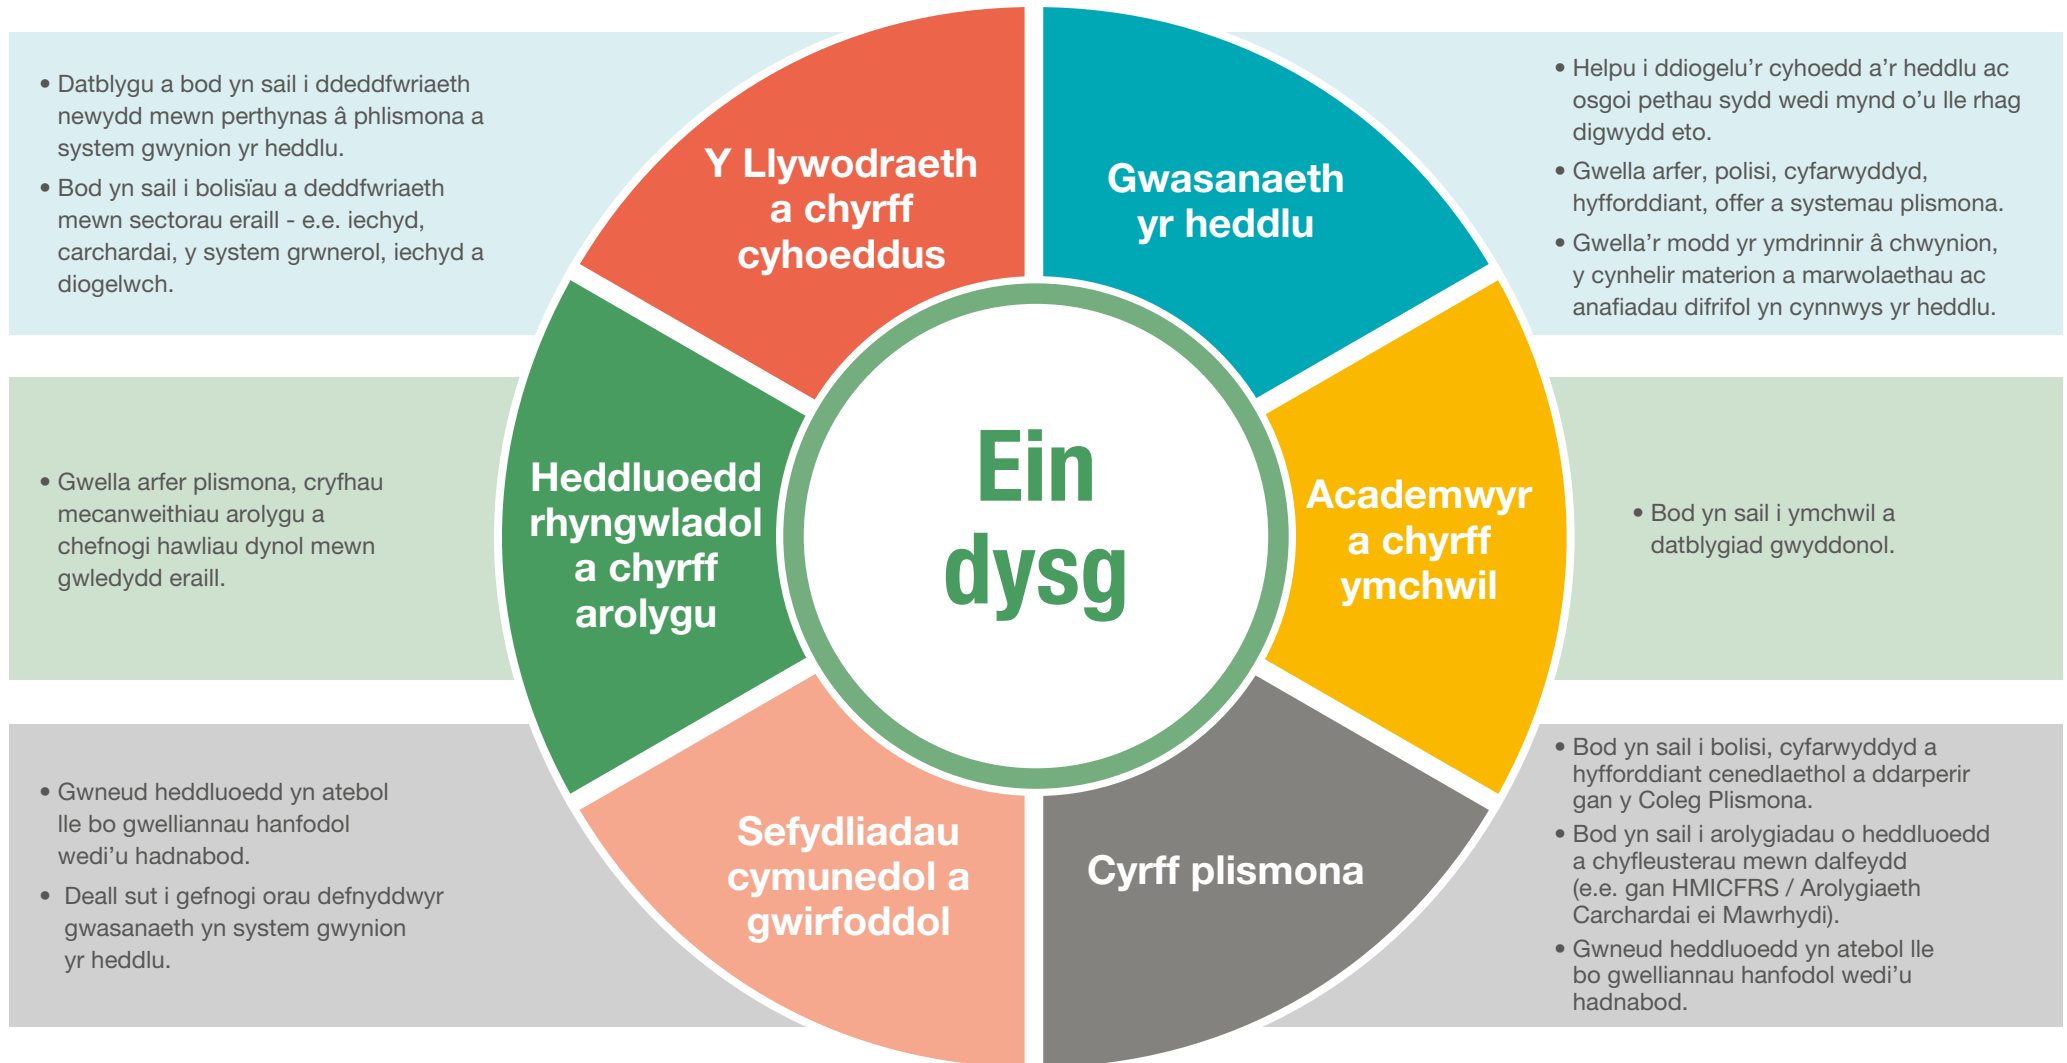 • Datblygu a bod yn sail i ddeddfwriaeth
newydd mewn perthynas â phlismona a
system gwynion yr heddlu.
• Bod yn sail i bolisïau a deddfwriaeth
mewn sectorau eraill - e.e. iechyd,
carchardai, y system grwnerol, iechyd a
diogelwch.
Y Llywodraeth
a chyrff
cyhoeddus
Gwasanaeth
yr heddlu
• Helpu i ddiogelu’r cyhoedd a’r heddlu ac
osgoi pethau sydd wedi mynd o’u lle rhag
digwydd eto.
• Gwella arfer, polisi, cyfarwyddyd,
hyfforddiant, offer a systemau plismona.
• Gwella’r modd yr ymdrinnir â chwynion,
y cynhelir materion a marwolaethau ac
anafiadau difrifol yn cynnwys yr heddlu.
• Gwella arfer plismona, cryfhau
mecanweithiau arolygu a
chefnogi hawliau dynol mewn
gwledydd eraill.
Heddluoedd
rhyngwladol
a chyrff
arolygu
Ein
dysg
Academwyr
a chyrff
ymchwil
• Bod yn sail i ymchwil a
datblygiad gwyddonol.
• Gwneud heddluoedd yn atebol
lle bo gwelliannau hanfodol
wedi’u hadnabod.
• Deall sut i gefnogi orau defnyddwyr
gwasanaeth yn system gwynion
yr heddlu.
Sefydliadau
cymunedol a
gwirfoddol
Cyrff plismona
• Bod yn sail i bolisi, cyfarwyddyd a
hyfforddiant cenedlaethol a ddarperir
gan y Coleg Plismona.
• Bod yn sail i arolygiadau o heddluoedd
a chyfleusterau mewn dalfeydd
(e.e. gan HMICFRS / Arolygiaeth
Carchardai ei Mawrhydi).
• Gwneud heddluoedd yn atebol lle
bo gwelliannau hanfodol wedi’u
hadnabod.